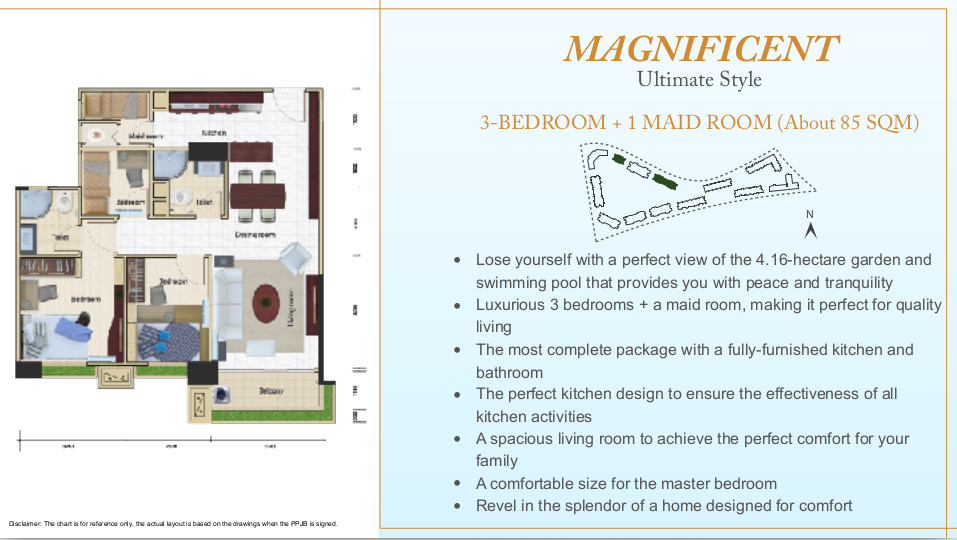 MAGNIFICENT
Ultimate Style
3-BEDROOM + 1 MAID ROOM (About 85 SQM)
N
• Lose yourself with a perfect view of the 4.16-hectare garden and
swimming pool that provides you with peace and tranquility
• Luxurious 3 bedrooms + a maid room, making it perfect for quality
living
• The most complete package with a fully-furnished kitchen and
bathroom
• The perfect kitchen design to ensure the effectiveness of all
kitchen activities
• A spacious living room to achieve the perfect comfort for your
family
• A comfortable size for the master bedroom
• Revel in the splendor of a home designed for comfort
Maid room
Kitchen
Bedroom
Toilet
Toilet
Dining room
Bedroom
Bedroom
Living room
Balcony
Disclaimer: The chart is for reference only, the actual layout is based on the drawings when the PPJB is signed.